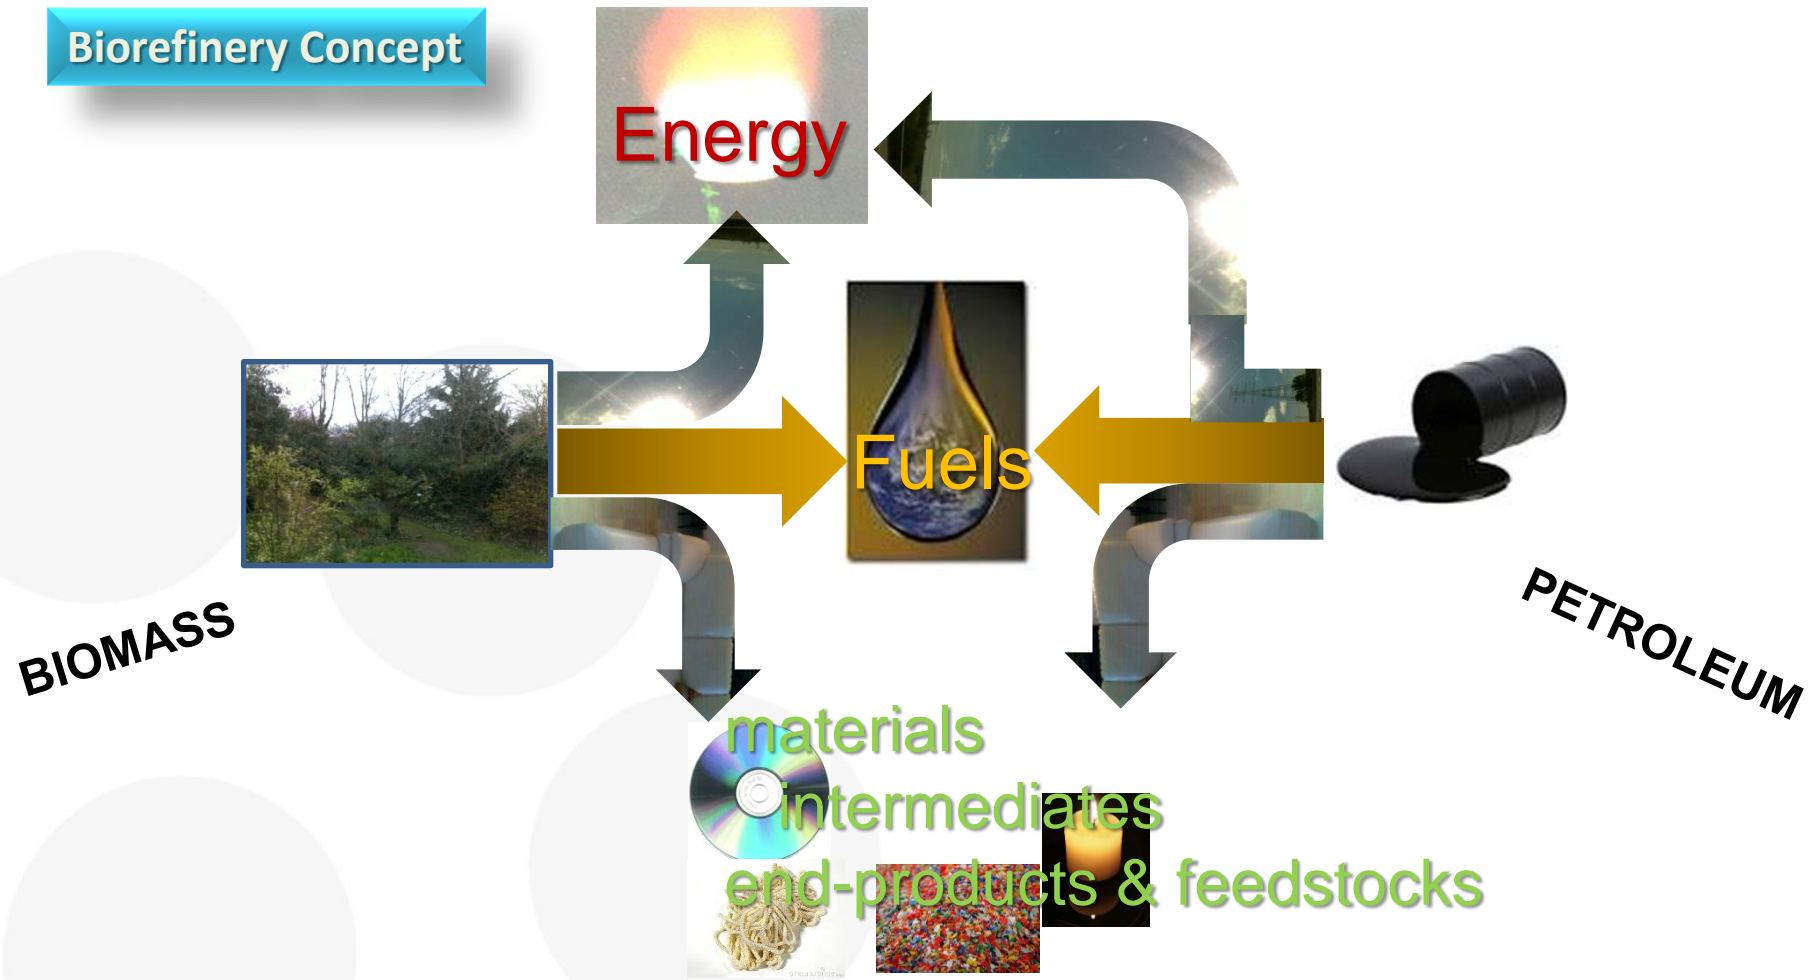 Biorefinery Concept
Energy
Fuels
BIOMASS
PETROLEUM
materials
intermediates
end-products & feedstocks